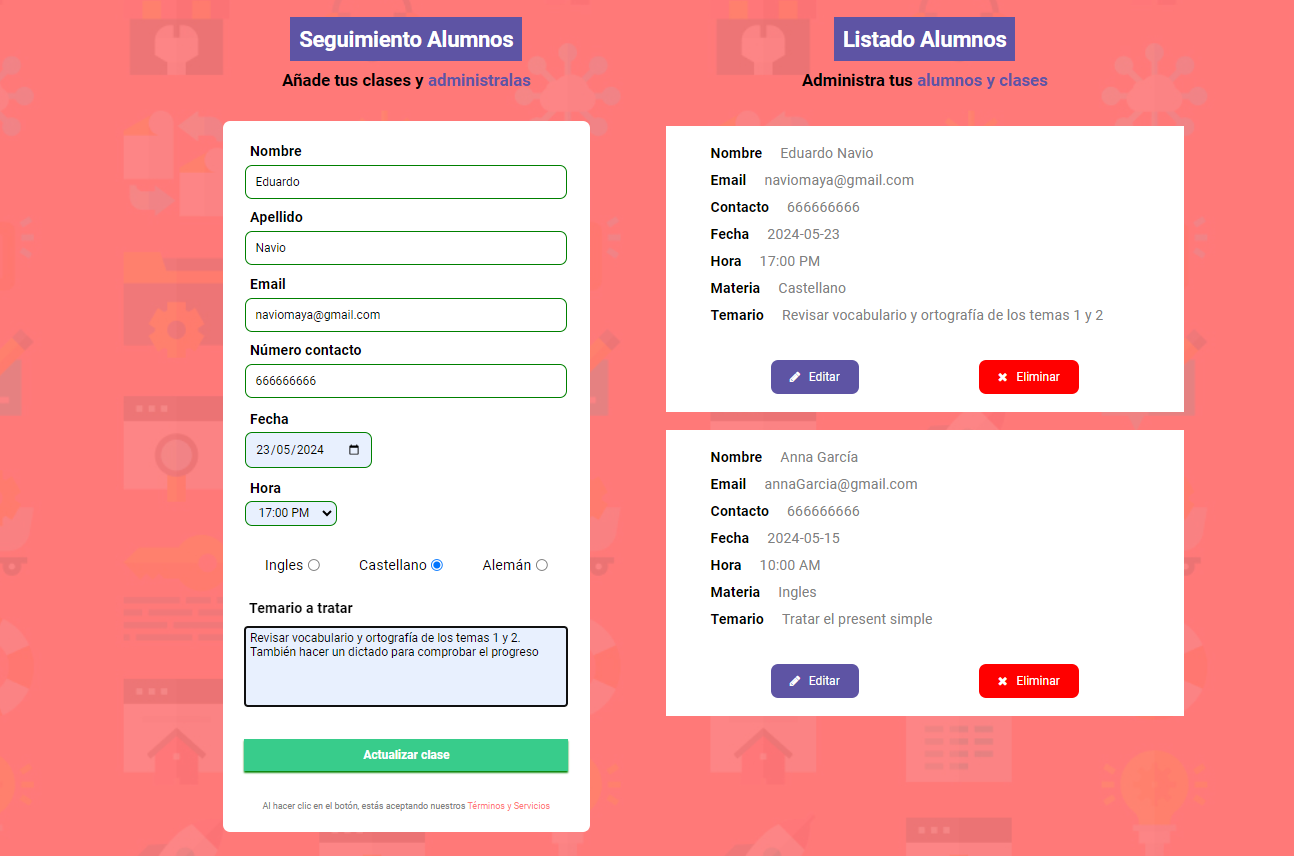 Seguimiento Alumnos
Añade tus clases y administralas
Nombre
Eduardo
Apellido
Navio
Email
naviomaya@gmail.com
Número contacto
666666666
Fecha
23/05/2024
Hora
17:00 PM
Ingles Castellano Alemán
Temario a tratar
Revisar vocabulario y ortografía de los temas 1 y 2.
También hacer un dictado para comprobar el progreso
Actualizar clase
Al hacer clic en el botón, estás aceptando nuestros Términos y Servicios
Listado Alumnos
Administra tus alumnos y clases
Nombre Eduardo Navio
Email naviomaya@gmail.com
Contacto 666666666
Fecha 2024-05-23
Hora 17:00 PM
Materia Castellano
Temario Revisar vocabulario y ortografía de los temas 1 y 2
Editar Eliminar
Nombre Anna García
Email annaGarcia@gmail.com
Contacto 666666666
Fecha 2024-05-15
Hora 10:00 AM
Materia Ingles
Temario Tratar el present simple
Editar Eliminar